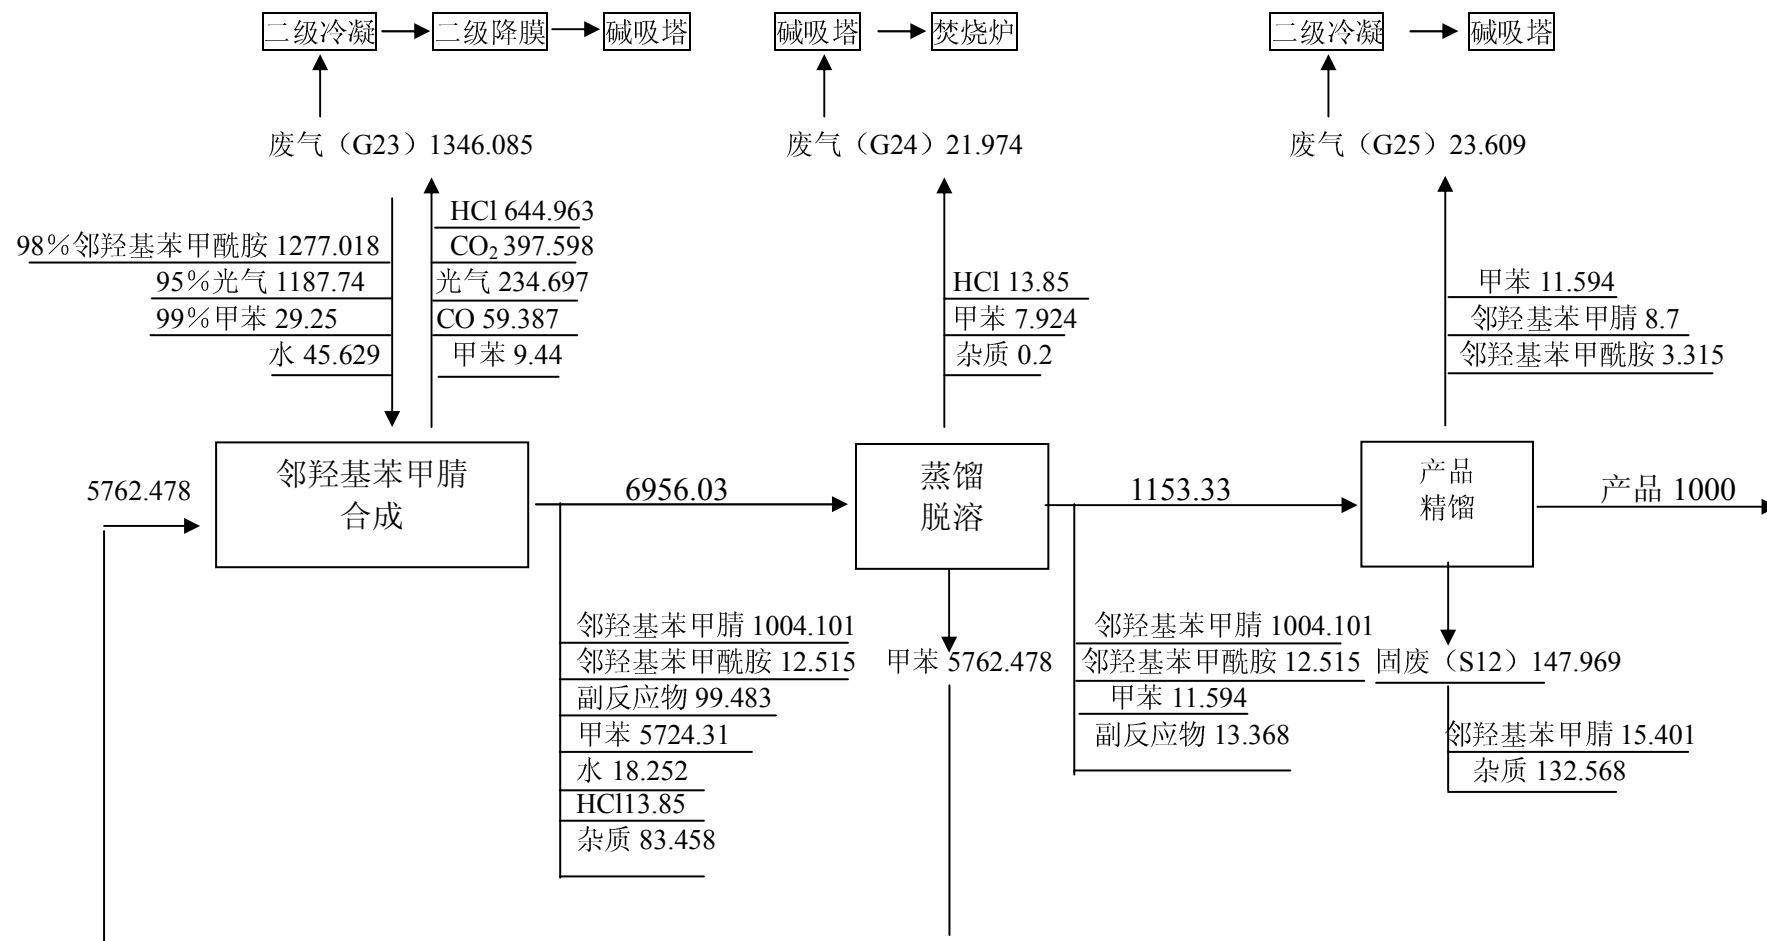 二级冷凝
二级降膜
碱吸塔
碱吸塔
焚烧炉
二级冷凝
碱吸塔
废气（G23）1346.085
废气（G24）21.974
废气（G25）23.609
98%邻羟基苯甲酰胺 1277.018
95%光气 1187.74
99%甲苯 29.25
水 45.629
HCl 644.963
CO₂ 397.598
光气 234.697
CO 59.387
甲苯 9.44
HCl 13.85
甲苯 7.924
杂质 0.2
甲苯 11.594
邻羟基苯甲腈 8.7
邻羟基苯甲酰胺 3.315
5762.478
邻羟基苯甲腈
合成
6956.03
蒸馏
脱溶
1153.33
产品
精馏
产品 1000
邻羟基苯甲腈 1004.101
邻羟基苯甲酰胺 12.515
副反应物 99.483
甲苯 5724.31
水 18.252
HCl13.85
杂质 83.458
甲苯 5762.478
邻羟基苯甲腈 1004.101
邻羟基苯甲酰胺 12.515
甲苯 11.594
副反应物 13.368
固废（S12）147.969
邻羟基苯甲腈 15.401
杂质 132.568